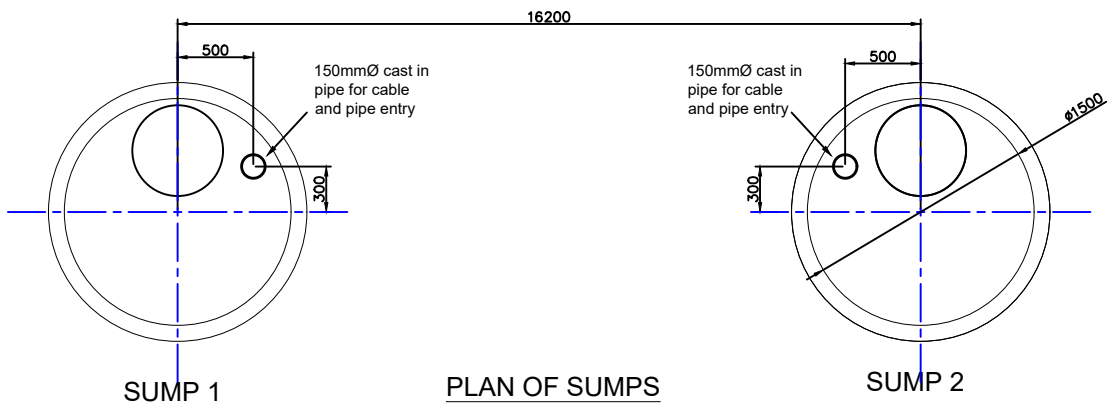 16200
500
500
150mmØ cast in
pipe for cable
and pipe entry
150mmØ cast in
pipe for cable
and pipe entry
ø1500
300
300
SUMP 1
PLAN OF SUMPS
SUMP 2